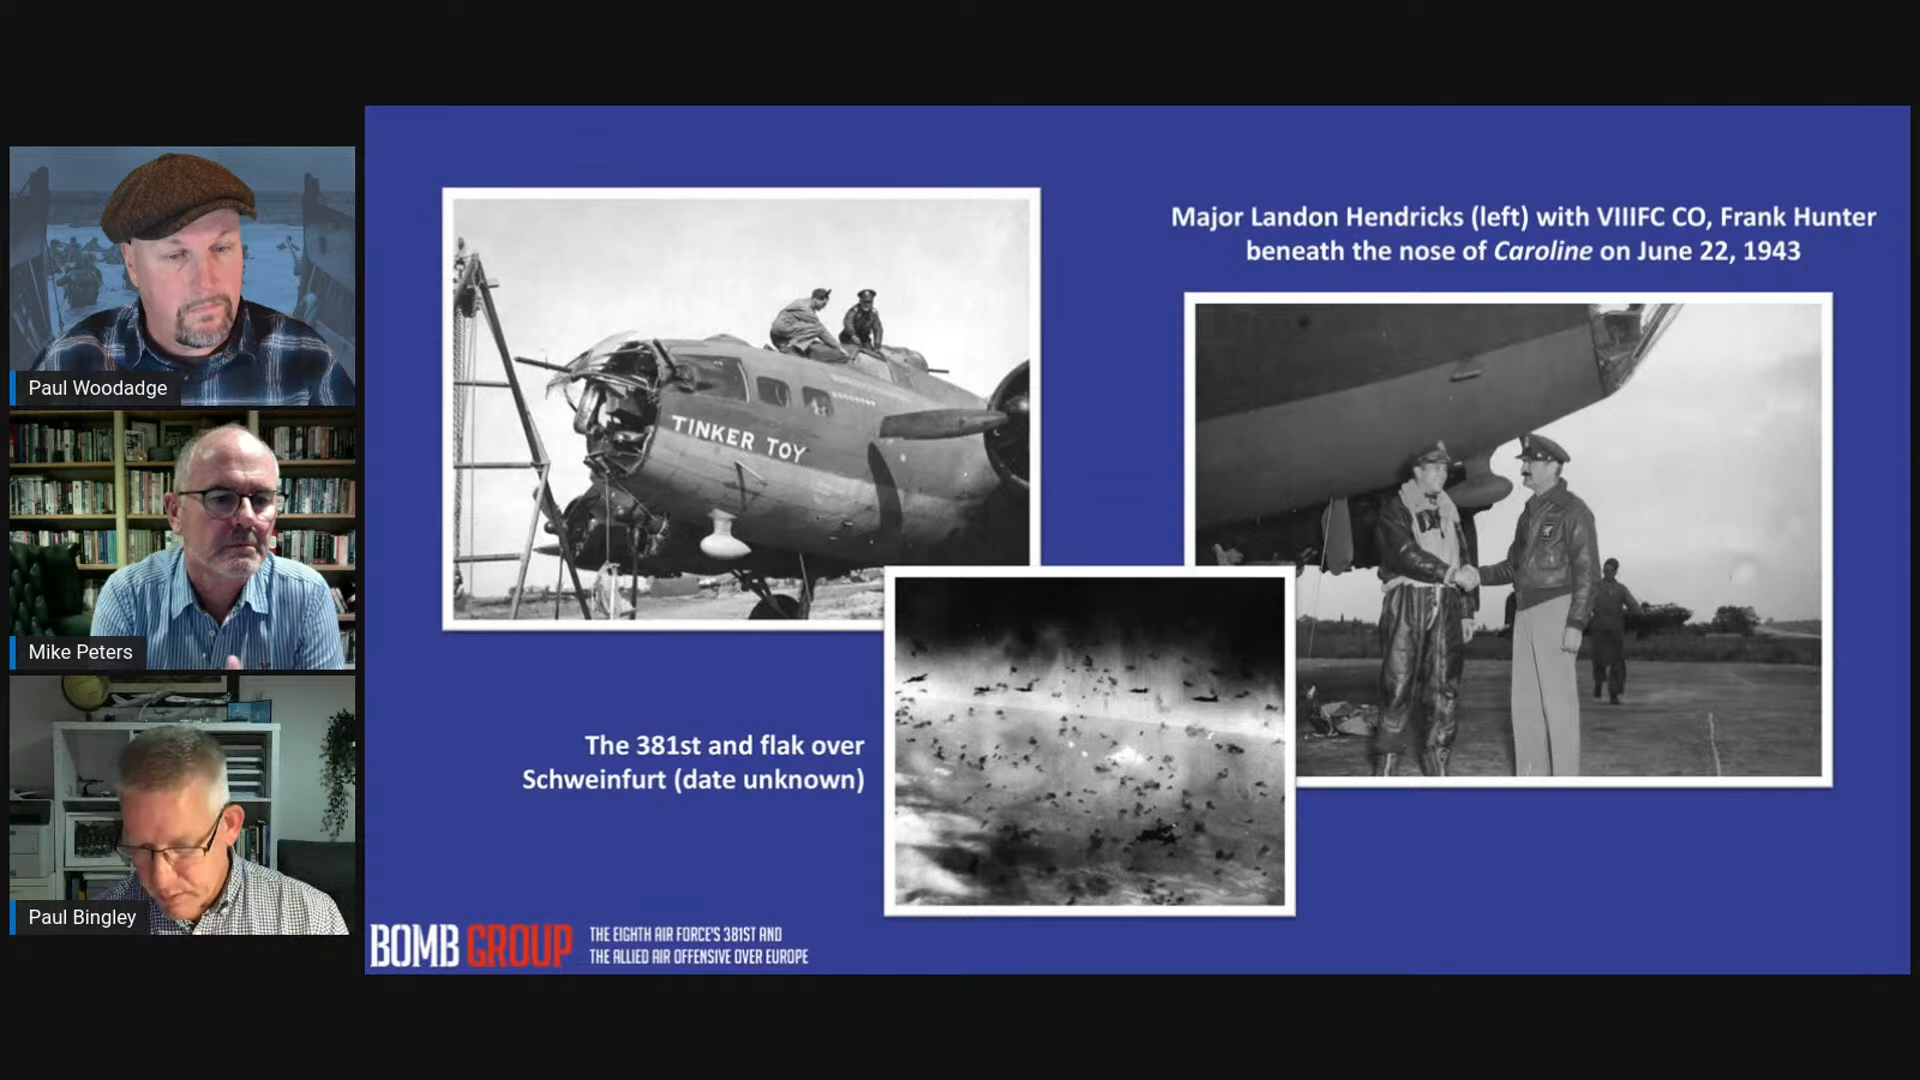 Paul Woodadge
Mike Peters
Paul Bingley
TINKER TOY
Major Landon Hendricks (left) with VIIIFC CO, Frank Hunter
beneath the nose of Caroline on June 22, 1943
The 381st and flak over
Schweinfurt (date unknown)
BOMB GROUP
THE EIGHTH AIR FORCE'S 381ST AND
THE ALLIED AIR OFFENSIVE OVER EUROPE